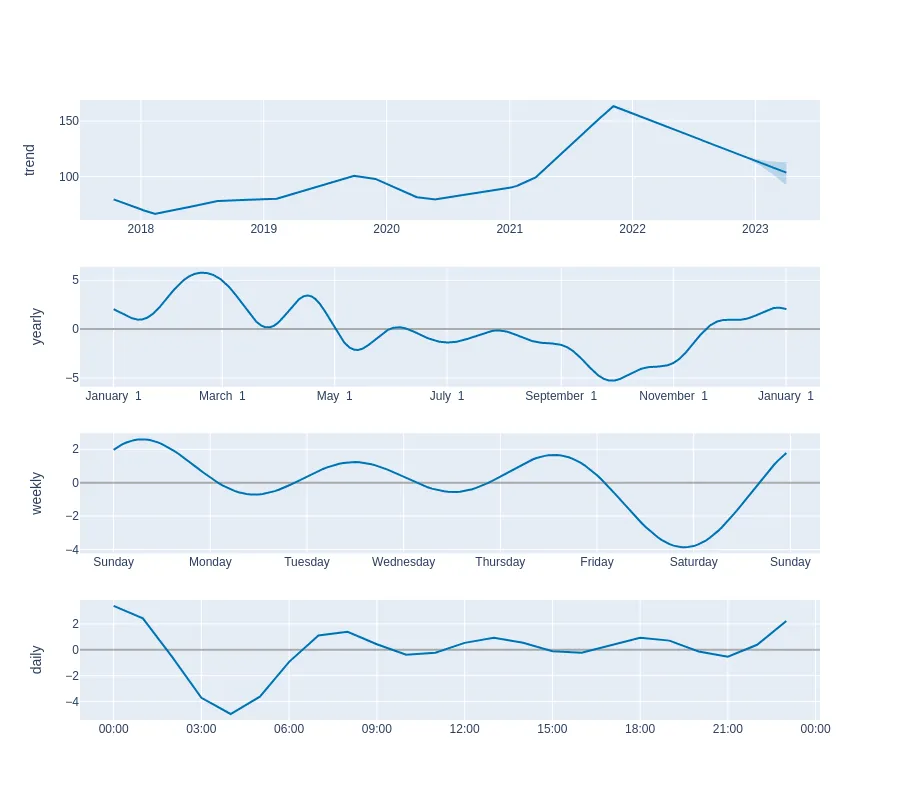 trend
150
100
2018 2019 2020 2021 2022 2023
yearly
5
0
−5
January 1 March 1 May 1 July 1 September 1 November 1 January 1
weekly
2
0
−2
−4
Sunday Monday Tuesday Wednesday Thursday Friday Saturday Sunday
daily
2
0
−2
−4
00:00 03:00 06:00 09:00 12:00 15:00 18:00 21:00 00:00